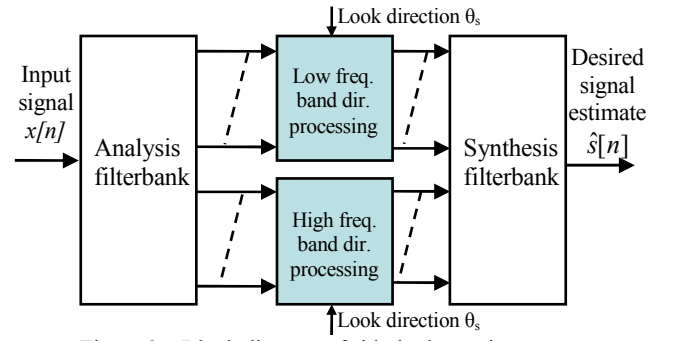 Look direction θs
Input
signal
x[n]
Analysis
filterbank
Low freq.
band dir.
processing
High freq.
band dir.
processing
Synthesis
filterbank
Desired
signal
estimate
ŝ[n]
Look direction θs